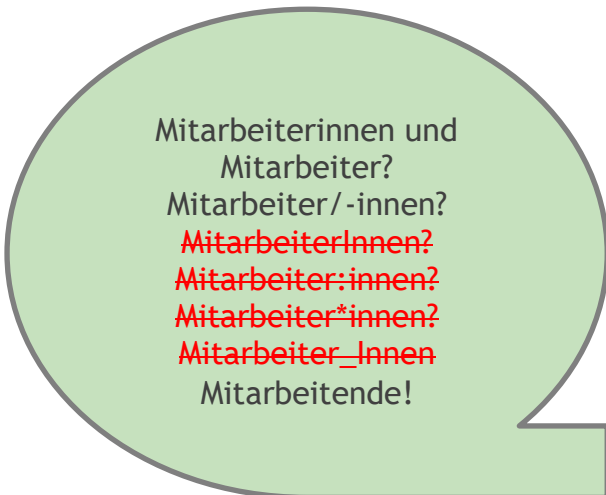 Mitarbeiterinnen und
Mitarbeiter?
Mitarbeiter/-innen?
MitarbeiterInnen?
Mitarbeiter:innen?
Mitarbeiter*innen?
Mitarbeiter_Innen
Mitarbeitende!